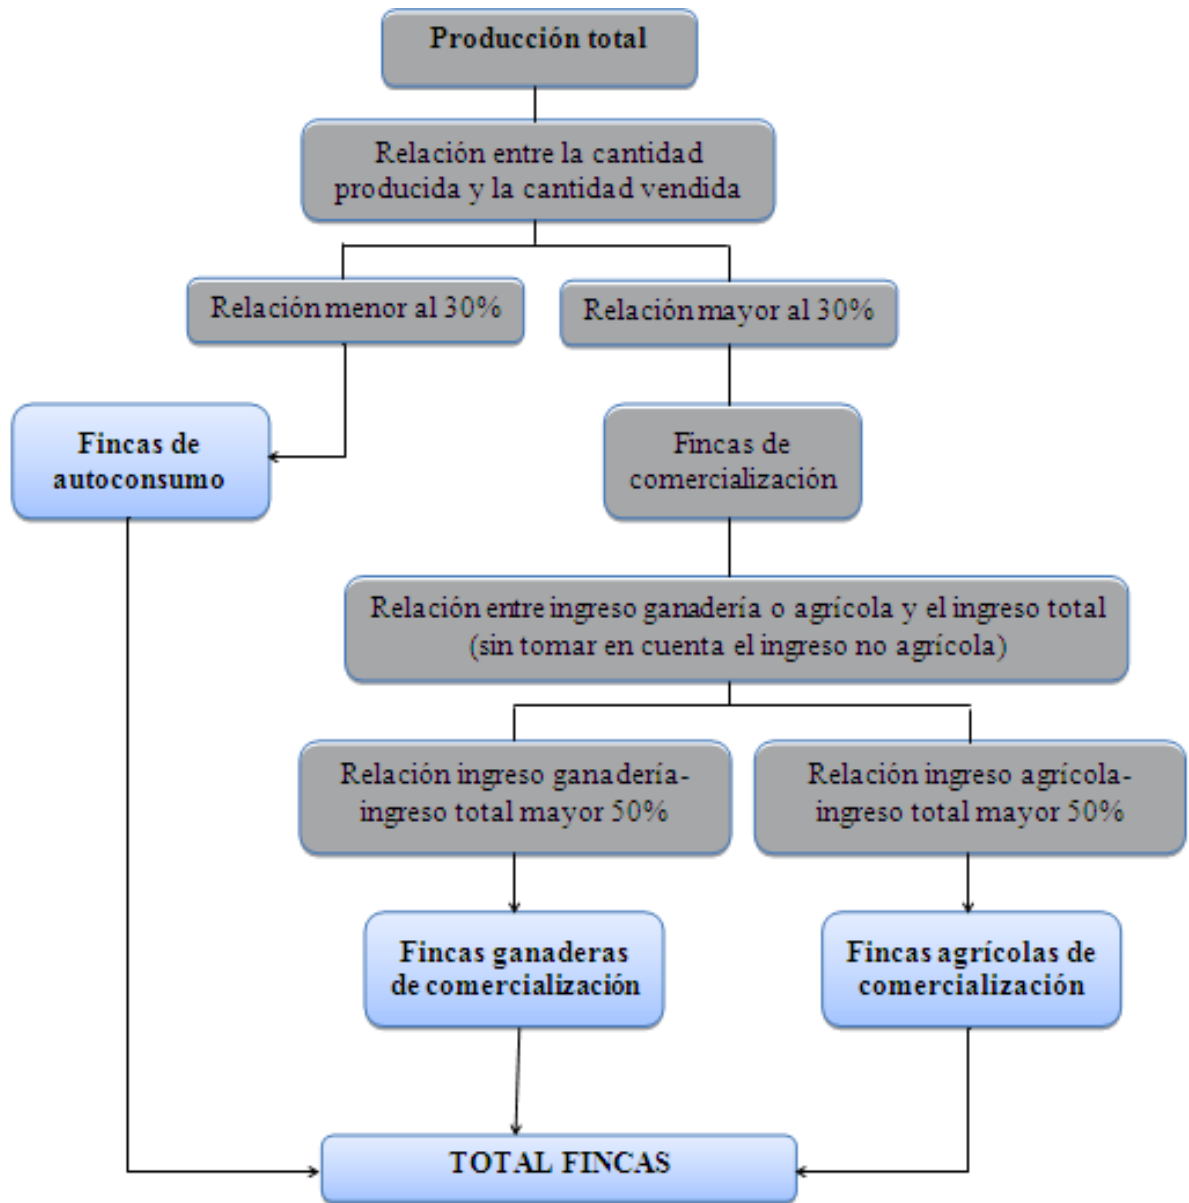 Producción total
Relación entre la cantidad
producida y la cantidad vendida
Relación menor al 30%
Relación mayor al 30%
Fincas de
autoconsumo
Fincas de
comercialización
Relación entre ingreso ganadería o agrícola y el ingreso total
(sin tomar en cuenta el ingreso no agrícola)
Relación ingreso ganadería-
ingreso total mayor 50%
Relación ingreso agrícola-
ingreso total mayor 50%
Fincas ganaderas
de comercialización
Fincas agrícolas de
comercialización
TOTAL FINCAS